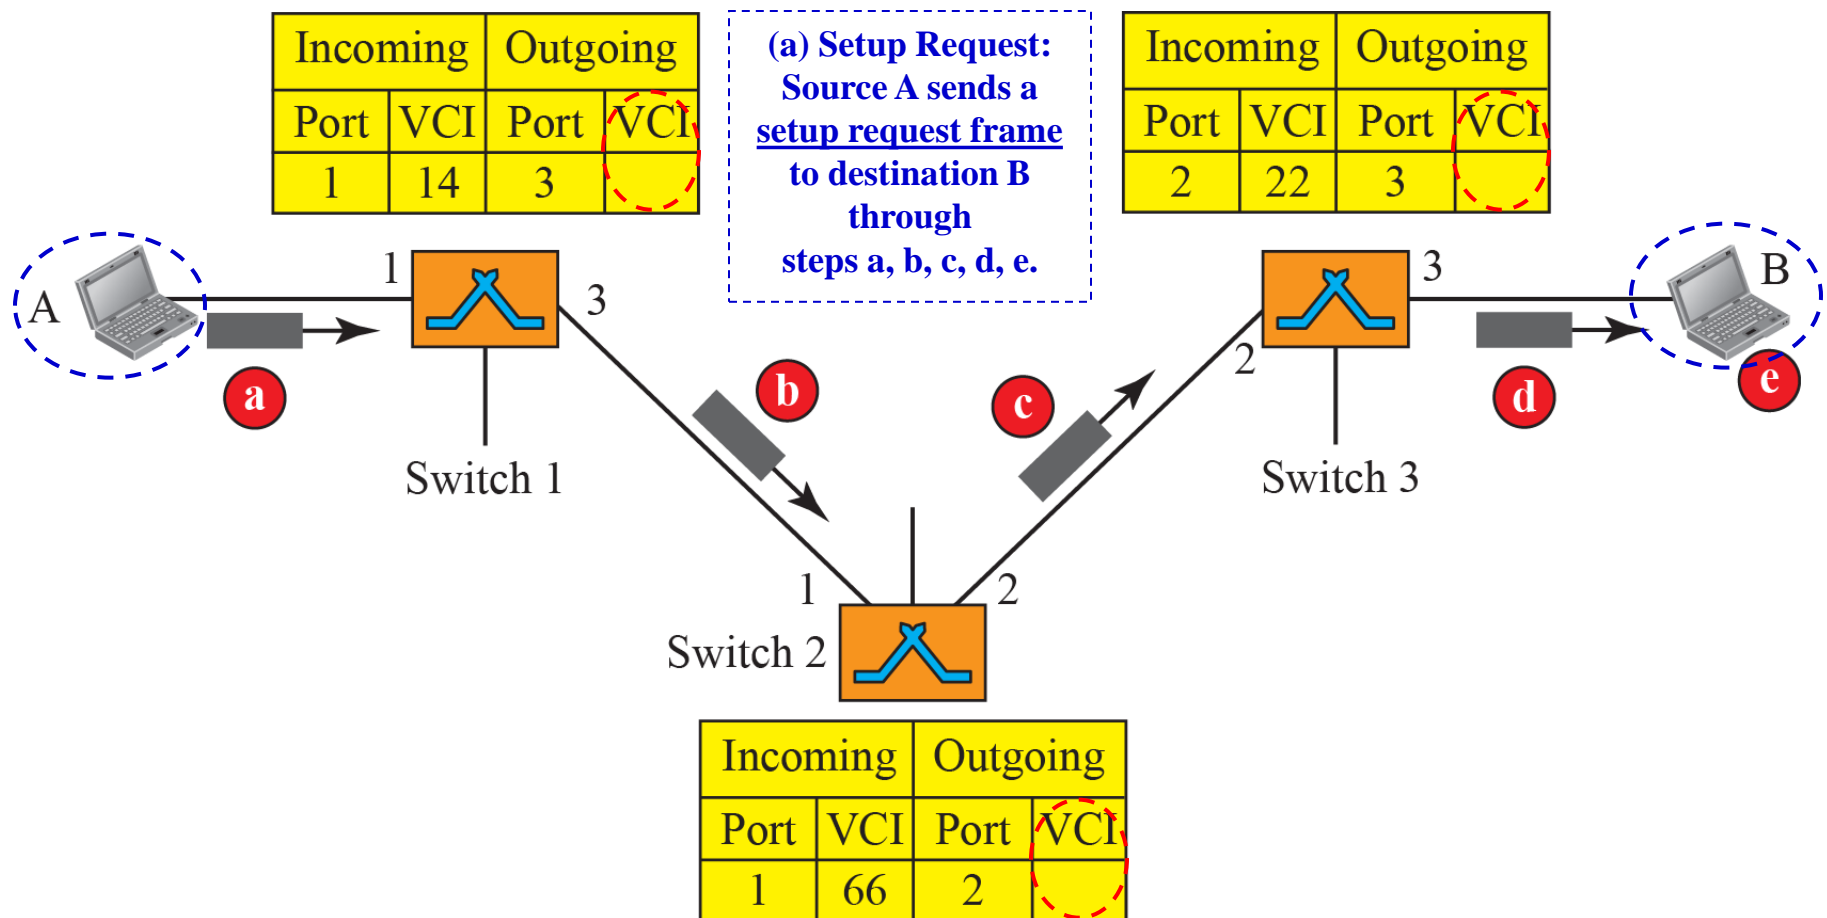 Incoming Outgoing
Port VCI Port VCI
1 14 3
(a) Setup Request:
Source A sends a
setup request frame
to destination B
through
steps a, b, c, d, e.
Incoming Outgoing
Port VCI Port VCI
2 22 3
A
1
3
a
b
Switch 1
c
2
3
B
d
e
Switch 3
1
2
Switch 2
Incoming Outgoing
Port VCI Port VCI
1 66 2